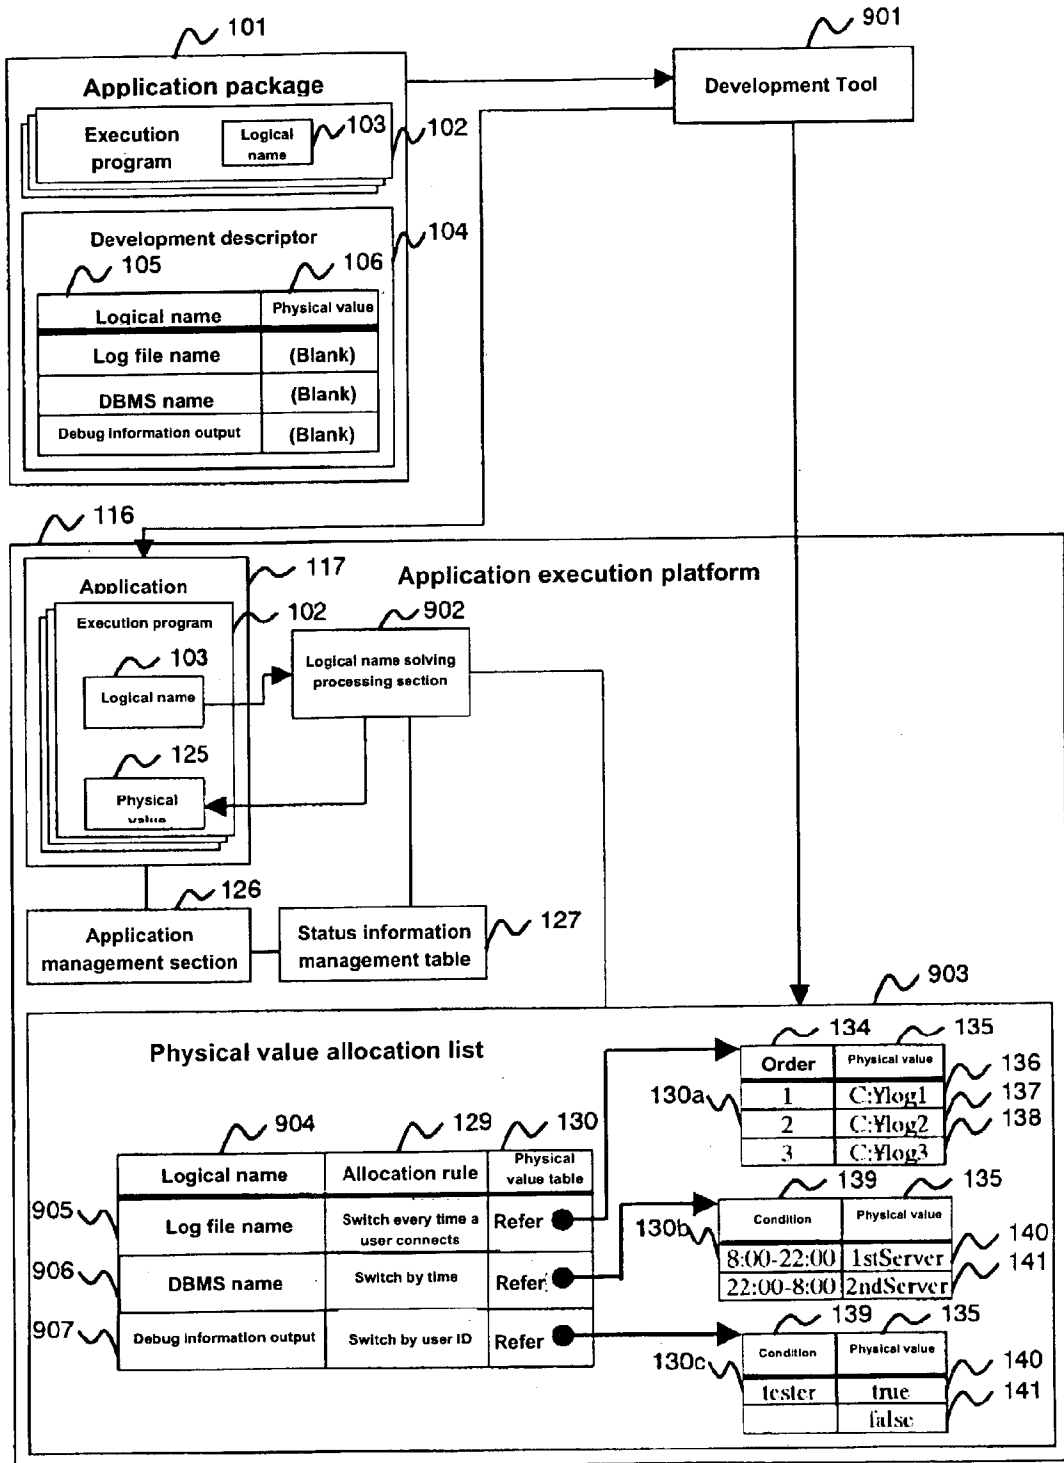 101
901
Application package
Development Tool
Execution
program
Logical
name
103
102
Development descriptor
104
105
106
Logical name
Physical value
Log file name
(Blank)
DBMS name
(Blank)
Debug information output
(Blank)
116
Application execution platform
Application
117
Execution program
102
902
103
Logical name
Logical name solving
processing section
125
Physical
value
126
Application
management section
Status information
management table
127
903
Physical value allocation list
134
135
Order
Physical value
136
130a
1
C:¥log1
137
2
C:¥log2
138
3
C:¥log3
904
129
130
Logical name
Allocation rule
Physical
value table
905
Log file name
Switch every time a
user connects
Refer
906
DBMS name
Switch by time
Refer
907
Debug information output
Switch by user ID
Refer
139
135
Condition
Physical value
130b
8:00-22:00
1stServer
140
22:00-8:00
2ndServer
141
139
135
Condition
Physical value
130c
tester
true
140
false
141